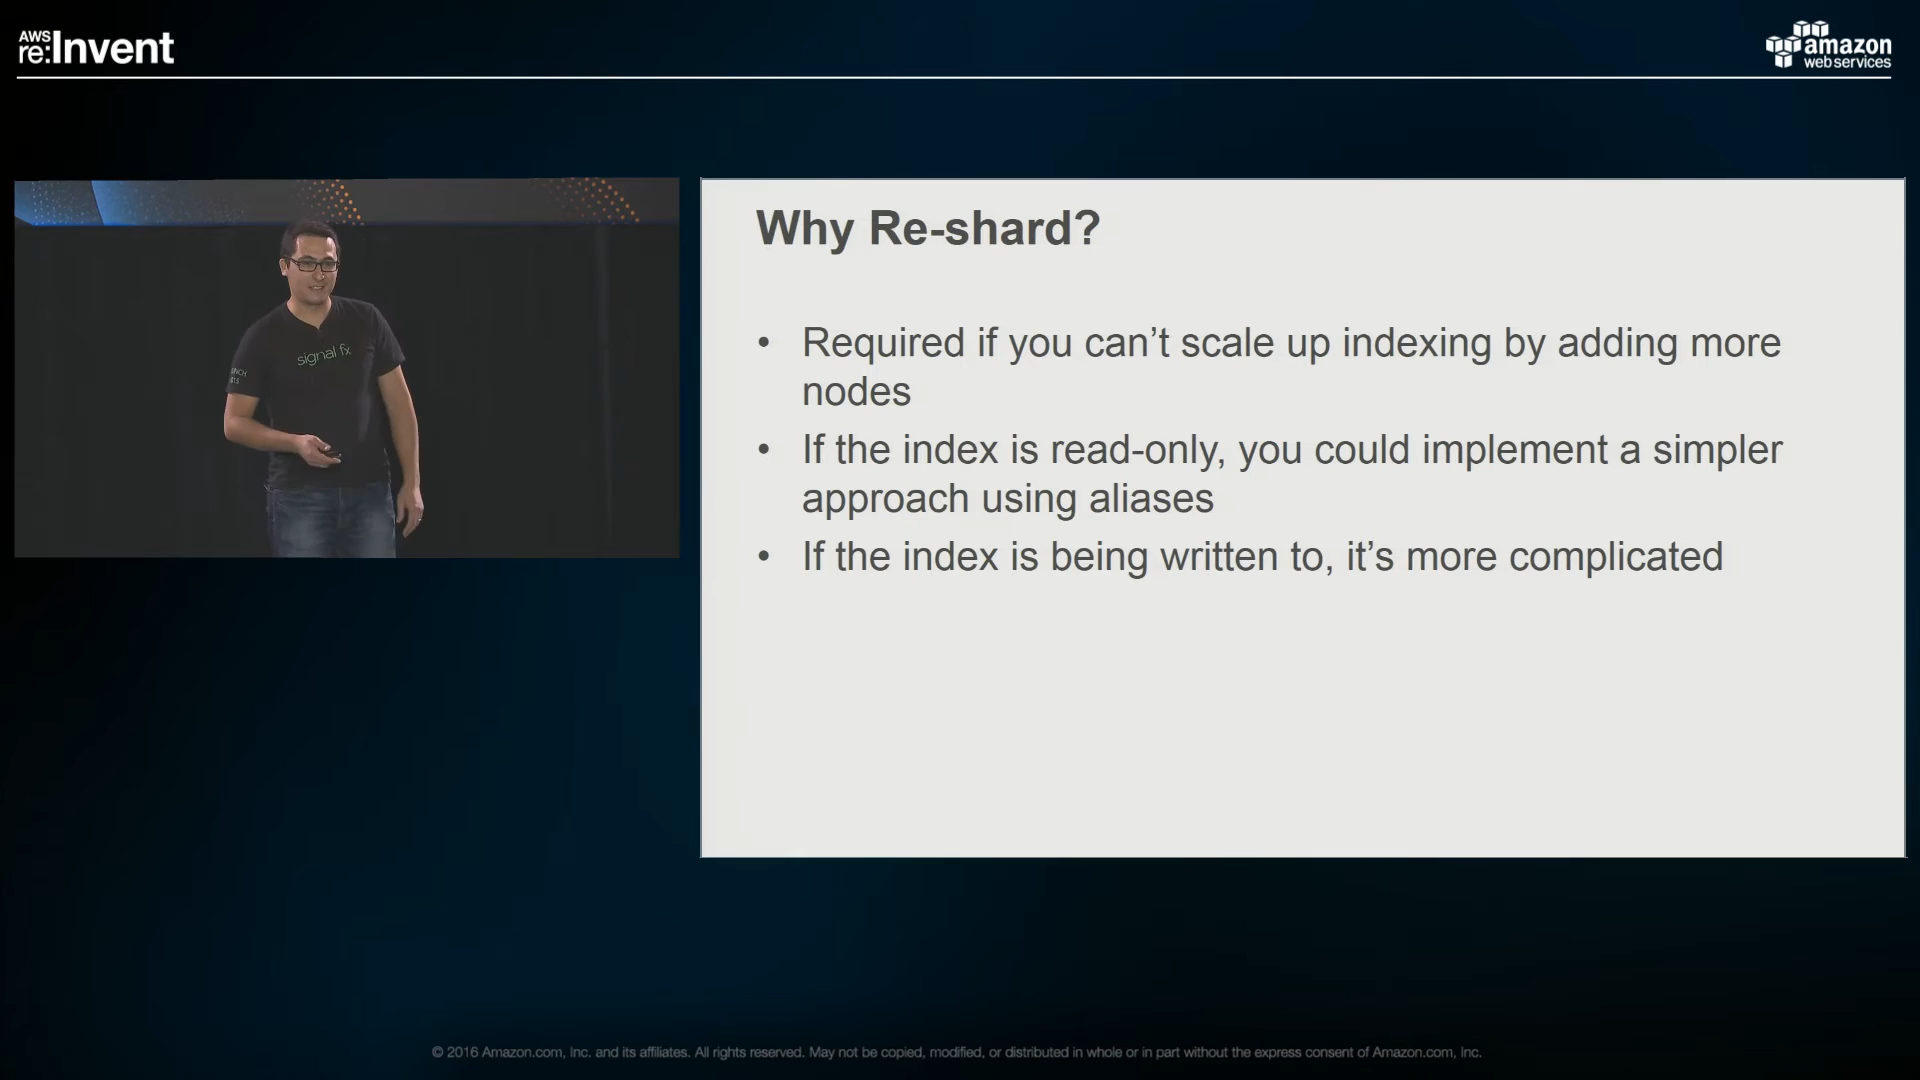 AWS
re:Invent
amazon
web services
signal fx
Why Re-shard?
• Required if you can’t scale up indexing by adding more
nodes
• If the index is read-only, you could implement a simpler
approach using aliases
• If the index is being written to, it’s more complicated
© 2016 Amazon.com, Inc. and its affiliates. All rights reserved. May not be copied, modified, or distributed in whole or in part without the express consent of Amazon.com, Inc.